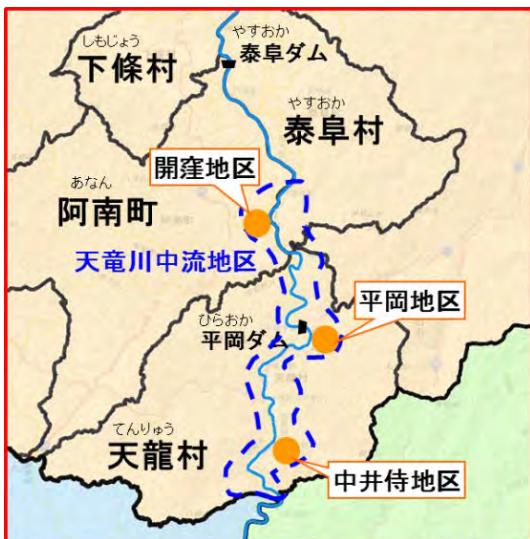 しもじょう
下條村
やすおか
泰阜ダム
やすおか
泰阜村
開窪地区
あなん
阿南町
天竜川中流地区
平岡地区
ひらおか
平岡ダム
てんりゅう
天龍村
中井侍地区